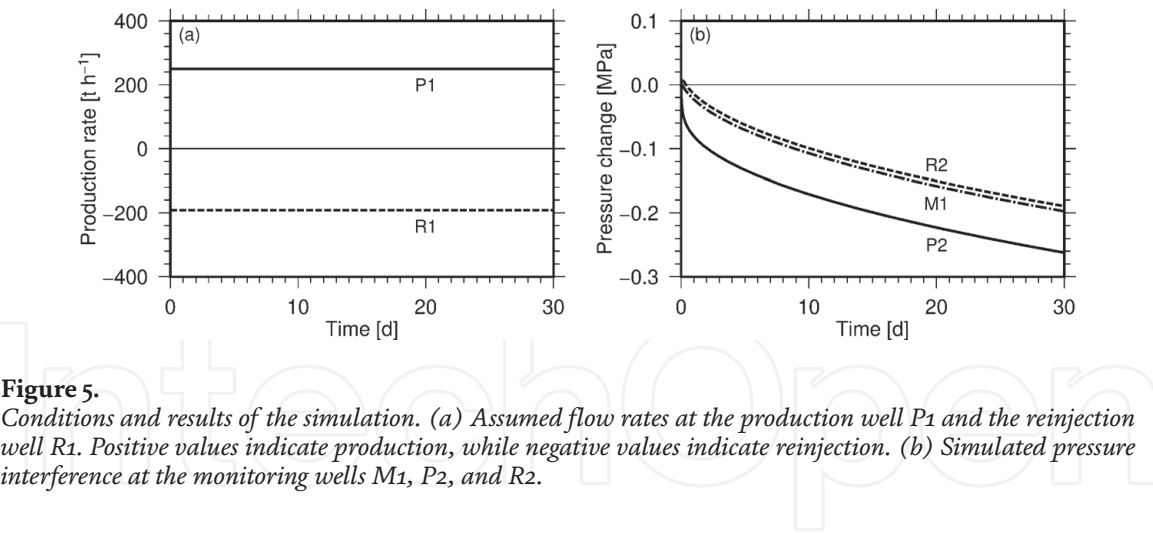 (a)
400
200
0
−200
−400
Production rate [t h⁻¹]
P1
R1
0 10 20 30
Time [d]
(b)
0.1
0.0
−0.1
−0.2
−0.3
Pressure change [MPa]
R2
M1
P2
0 10 20 30
Time [d]
IntechOpen
Figure 5.
Conditions and results of the simulation. (a) Assumed flow rates at the production well P1 and the reinjection
well R1. Positive values indicate production, while negative values indicate reinjection. (b) Simulated pressure
interference at the monitoring wells M1, P2, and R2.